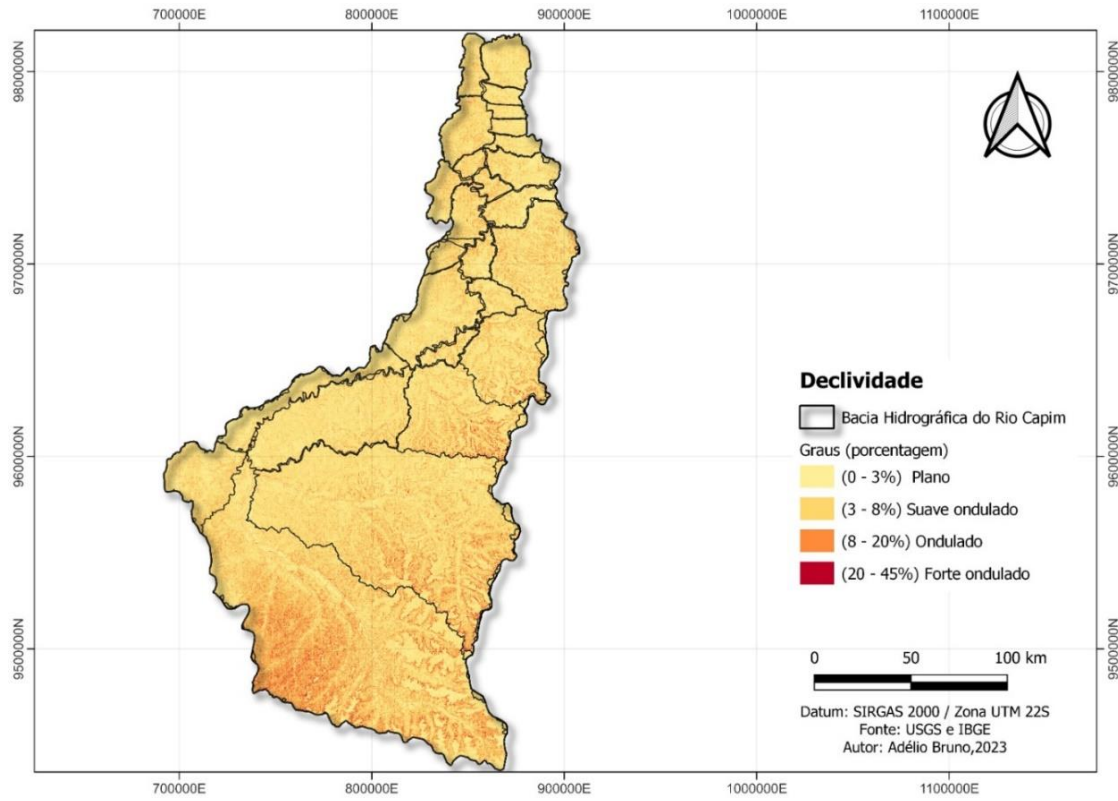 700000E 800000E 900000E 1000000E 1100000E
9800000N 9800000N
9700000N 9700000N
9600000N 9600000N
9500000N 9500000N
Declividade
Bacia Hidrográfica do Rio Capim
Graus (porcentagem)
(0 - 3%) Plano
(3 - 8%) Suave ondulado
(8 - 20%) Ondulado
(20 - 45%) Forte ondulado
0 50 100 km
Datum: SIRGAS 2000 / Zona UTM 22S
Fonte: USGS e IBGE
Autor: Adélio Bruno,2023
700000E 800000E 900000E 1000000E 1100000E